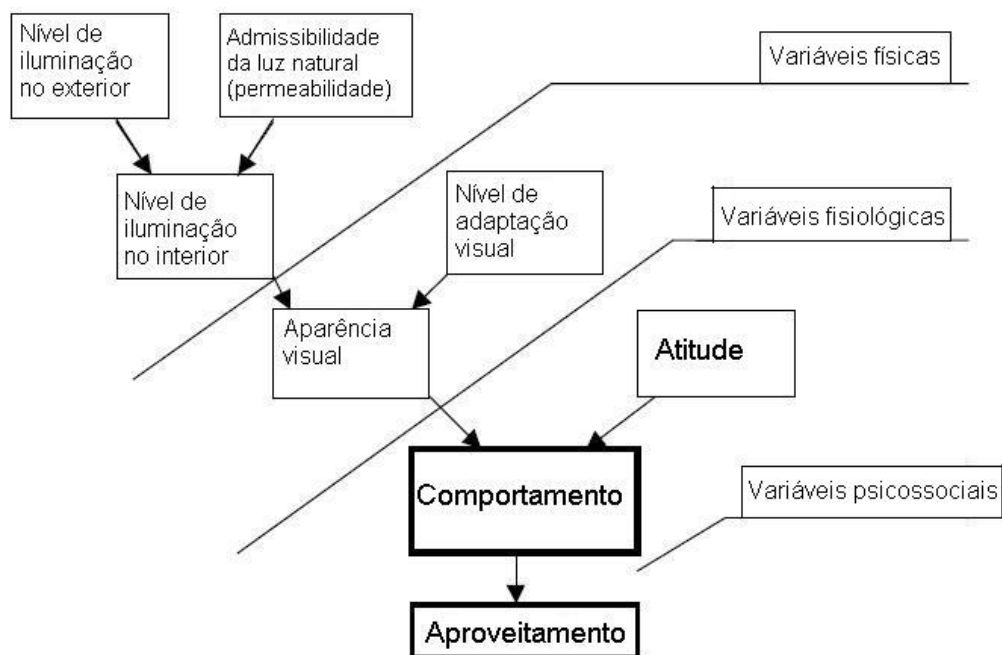 Nível de
iluminação
no exterior
Admissibilidade
da luz natural
(permeabilidade)
Variáveis físicas
Nível de
iluminação
no interior
Nível de
adaptação
visual
Variáveis fisiológicas
Aparência
visual
Atitude
Comportamento
Variáveis psicossociais
Aproveitamento